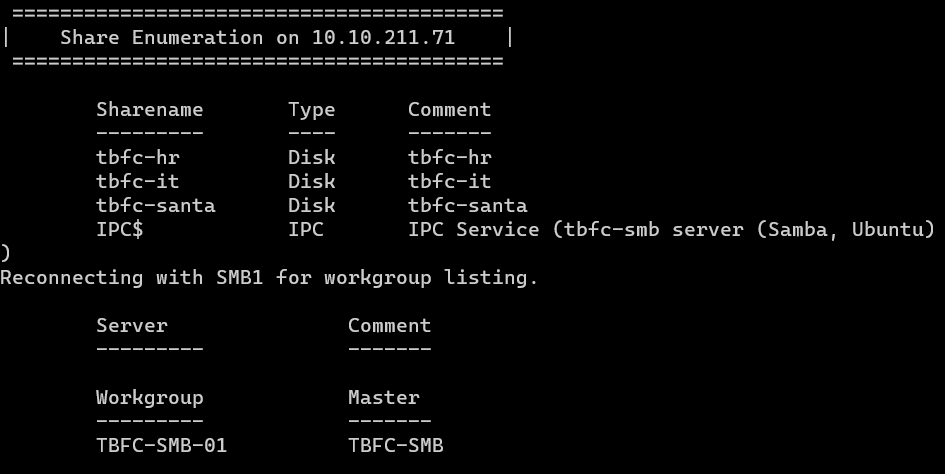 =========================================
|    Share Enumeration on 10.10.211.71    |
 =========================================

        Sharename       Type      Comment
        ---------       ----      -------
        tbfc-hr         Disk      tbfc-hr
        tbfc-it         Disk      tbfc-it
        tbfc-santa      Disk      tbfc-santa
        IPC$            IPC       IPC Service (tbfc-smb server (Samba, Ubuntu)
)
Reconnecting with SMB1 for workgroup listing.

        Server               Comment
        ---------            -------

        Workgroup            Master
        ---------            -------
        TBFC-SMB-01          TBFC-SMB